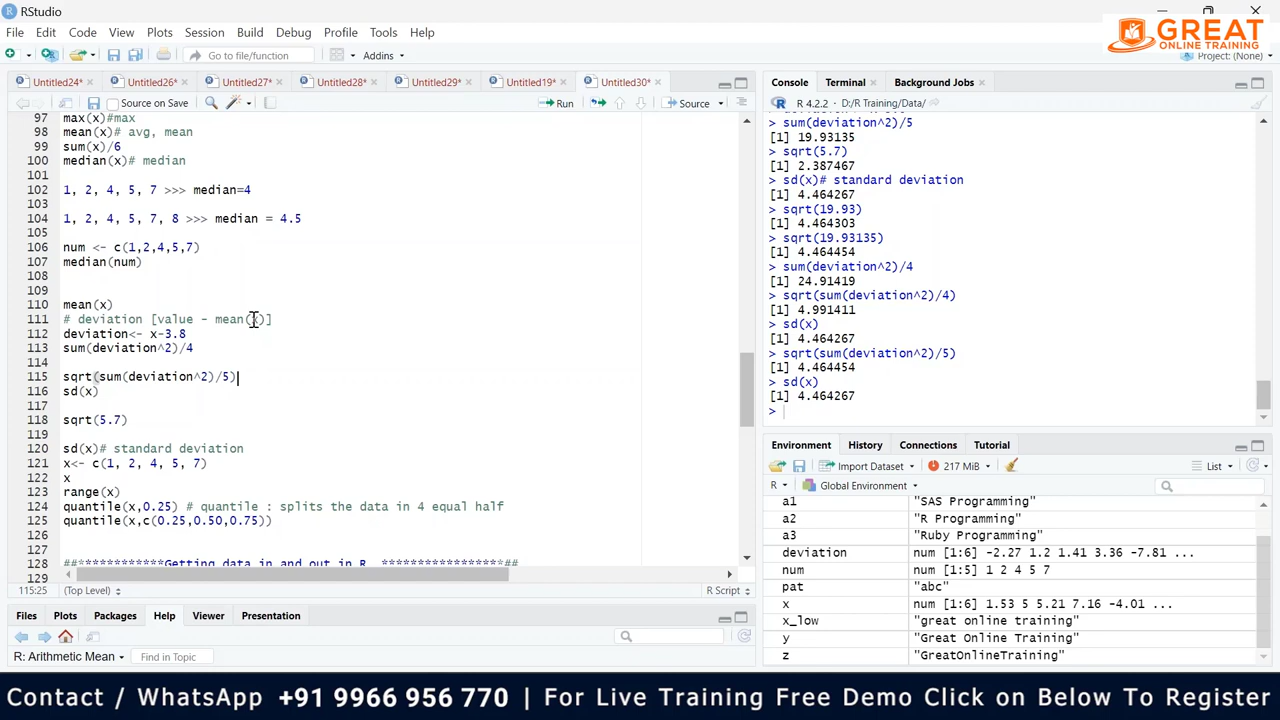 RStudio
File Edit Code View Plots Session Build Debug Profile Tools Help
GREAT
ONLINE TRAINING
Go to file/function Addins
Project: (None)
Untitled24* Untitled26* Untitled27* Untitled28* Untitled29* Untitled19* Untitled30*
Source on Save Run Source
97 max(x)#max
98 mean(x)# avg, mean
99 sum(x)/6
100 median(x)# median
101
102 1, 2, 4, 5, 7 >>> median=4
103
104 1, 2, 4, 5, 7, 8 >>> median = 4.5
105
106 num <- c(1,2,4,5,7)
107 median(num)
108
109
110 mean(x)
111 # deviation [value - mean(x)]
112 deviation<- x-3.8
113 sum(deviation^2)/4
114
115 sqrt(sum(deviation^2)/5)
116 sd(x)
117
118 sqrt(5.7)
119
120 sd(x)# standard deviation
121 x<- c(1, 2, 4, 5, 7)
122 x
123 range(x)
124 quantile(x,0.25) # quantile : splits the data in 4 equal half
125 quantile(x,c(0.25,0.50,0.75))
126
127
128 ##************Getting data in and out in R *****************##
129
115:25 (Top Level) R Script
Files Plots Packages Help Viewer Presentation
R: Arithmetic Mean Find in Topic
Console Terminal Background Jobs
R 4.2.2 · D:/R Training/Data/
> sum(deviation^2)/5
[1] 19.93135
> sqrt(5.7)
[1] 2.387467
> sd(x)# standard deviation
[1] 4.464267
> sqrt(19.93)
[1] 4.464303
> sqrt(19.93135)
[1] 4.464454
> sum(deviation^2)/4
[1] 24.91419
> sqrt(sum(deviation^2)/4)
[1] 4.991411
> sd(x)
[1] 4.464267
> sqrt(sum(deviation^2)/5)
[1] 4.464454
> sd(x)
[1] 4.464267
>
Environment History Connections Tutorial
Import Dataset 217 MiB List
R Global Environment
a1 "SAS Programming"
a2 "R Programming"
a3 "Ruby Programming"
deviation num [1:6] -2.27 1.2 1.41 3.36 -7.81 ...
num num [1:5] 1 2 4 5 7
pat "abc"
x num [1:6] 1.53 5 5.21 7.16 -4.01 ...
x_low "great online training"
y "Great Online Training"
z "GreatOnlineTraining"
Contact / WhatsApp +91 9966 956 770 | For Live Training Free Demo Click on Below To Register